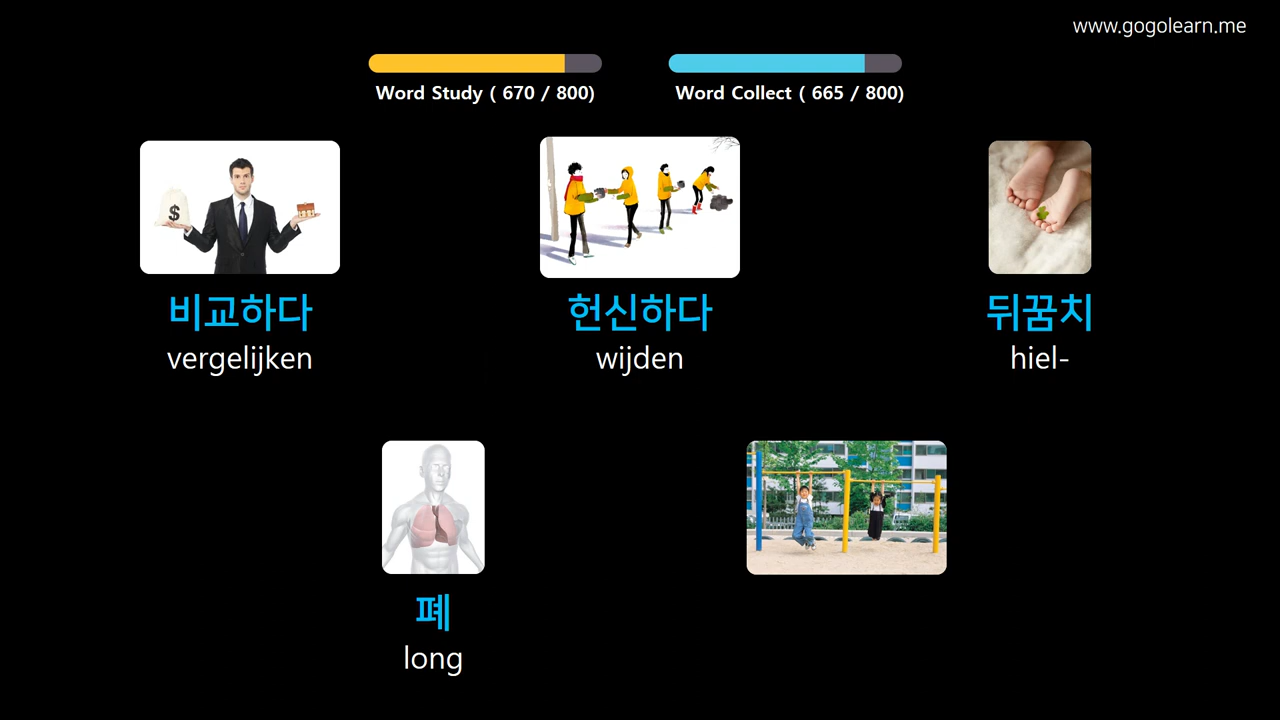 www.gogolearn.me
Word Study ( 670 / 800)
Word Collect ( 665 / 800)
비교하다
vergelijken
헌신하다
wijden
뒤꿈치
hiel-
폐
long
$